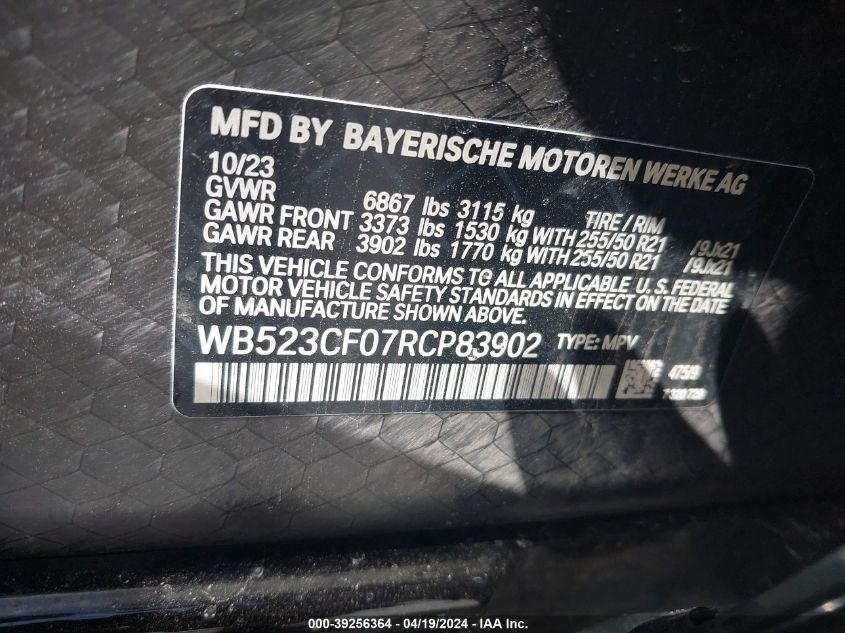 MFD BY BAYERISCHE MOTOREN WERKE AG
10/23
GVWR 6867 lbs 3115 kg TIRE / RIM
GAWR FRONT 3373 lbs 1530 kg WITH 255/50 R21 /9Jx21
GAWR REAR 3902 lbs 1770 kg WITH 255/50 R21 /9Jx21
THIS VEHICLE CONFORMS TO ALL APPLICABLE U.S. FEDERAL
MOTOR VEHICLE SAFETY STANDARDS IN EFFECT ON THE DATE
OF MANUFACTURE SHOWN ABOVE.
WB523CF07RCP83902 TYPE: MPV
000-39256364 / 04/19/2024 - IAA Inc.